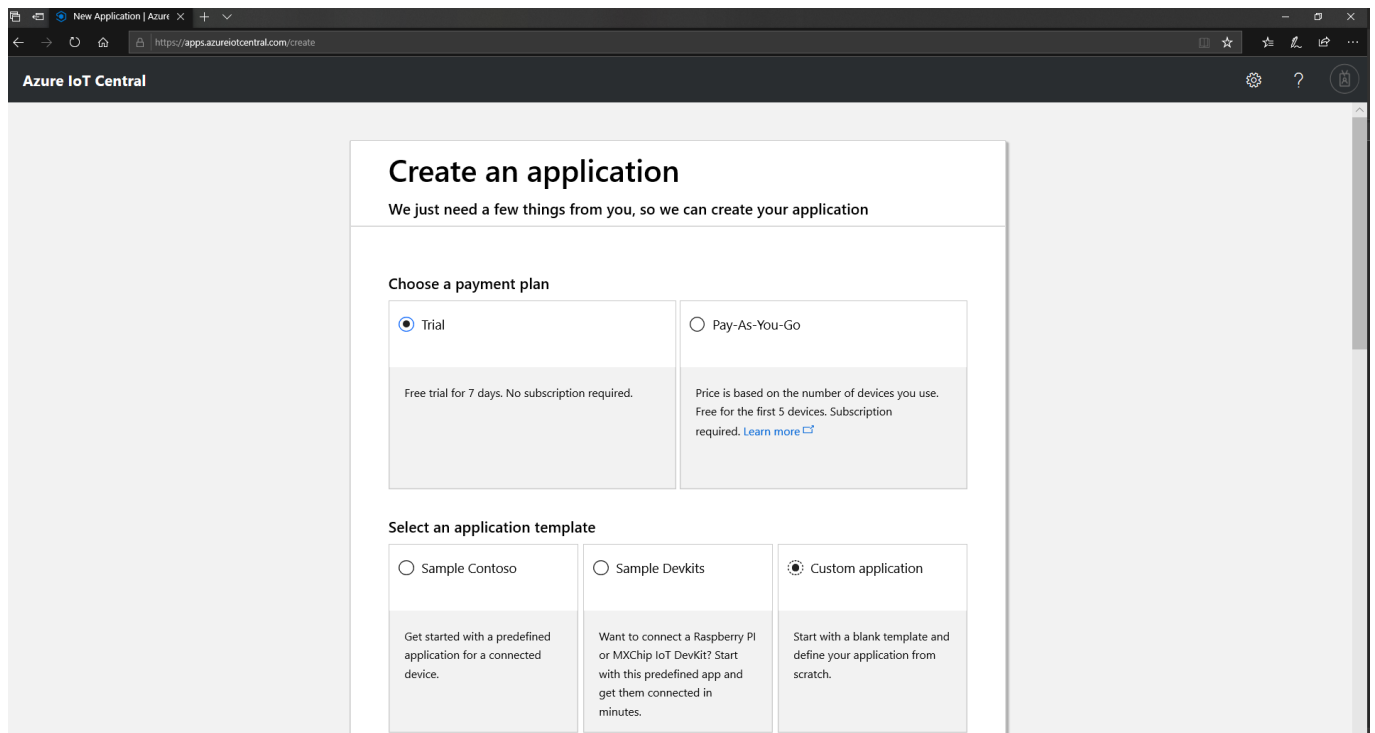 New Application | Azure
https://apps.azureiotcentral.com/create
Azure IoT Central
Create an application
We just need a few things from you, so we can create your application
Choose a payment plan
Trial
Pay-As-You-Go
Free trial for 7 days. No subscription required.
Price is based on the number of devices you use.
Free for the first 5 devices. Subscription
required. Learn more
Select an application template
Sample Contoso
Sample Devkits
Custom application
Get started with a predefined
application for a connected
device.
Want to connect a Raspberry PI
or MXChip IoT DevKit? Start
with this predefined app and
get them connected in
minutes.
Start with a blank template and
define your application from
scratch.